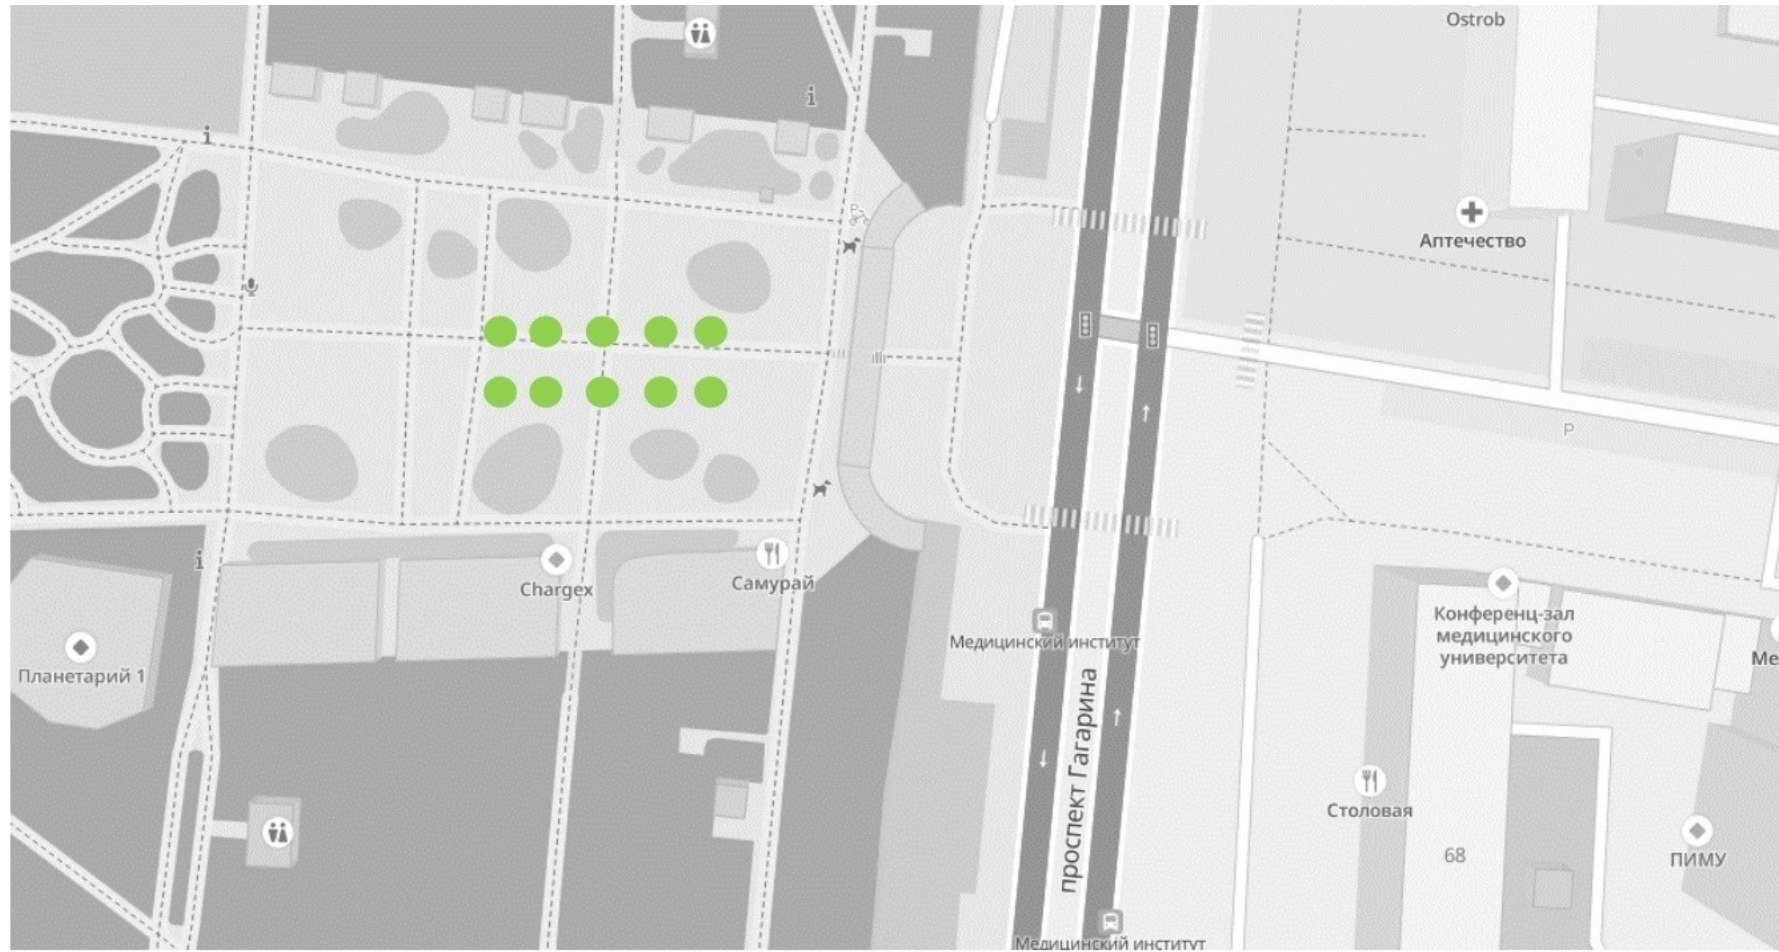 Ostrob
Аптечество
P
P
Chargex
Самурай
Планетарий 1
Медицинский институт
Конференц-зал
медицинского
университета
Ме
проспект Гагарина
Столовая
68
ПИМУ
Медицинский институт